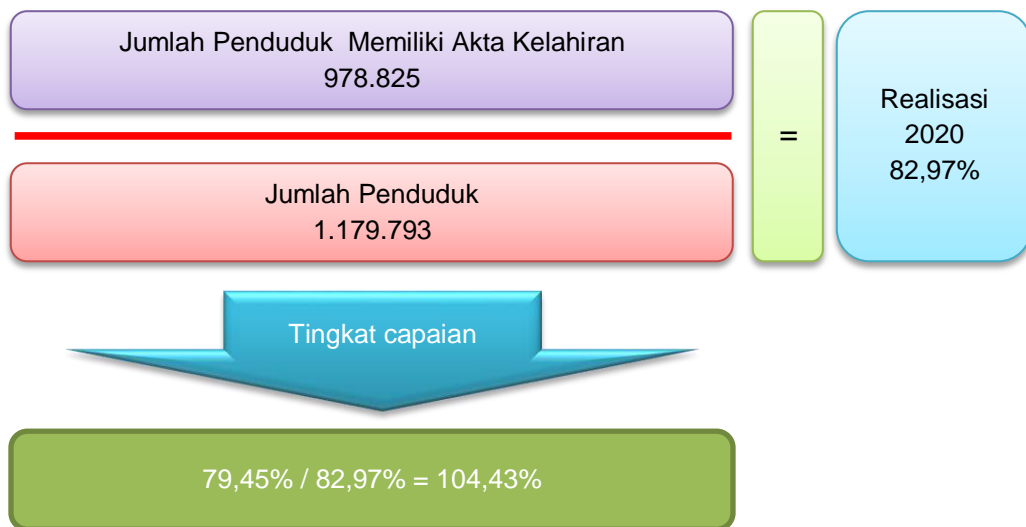 Jumlah Penduduk Memiliki Akta Kelahiran
978.825
Jumlah Penduduk
1.179.793
=
Realisasi
2020
82,97%
Tingkat capaian
79,45% / 82,97% = 104,43%